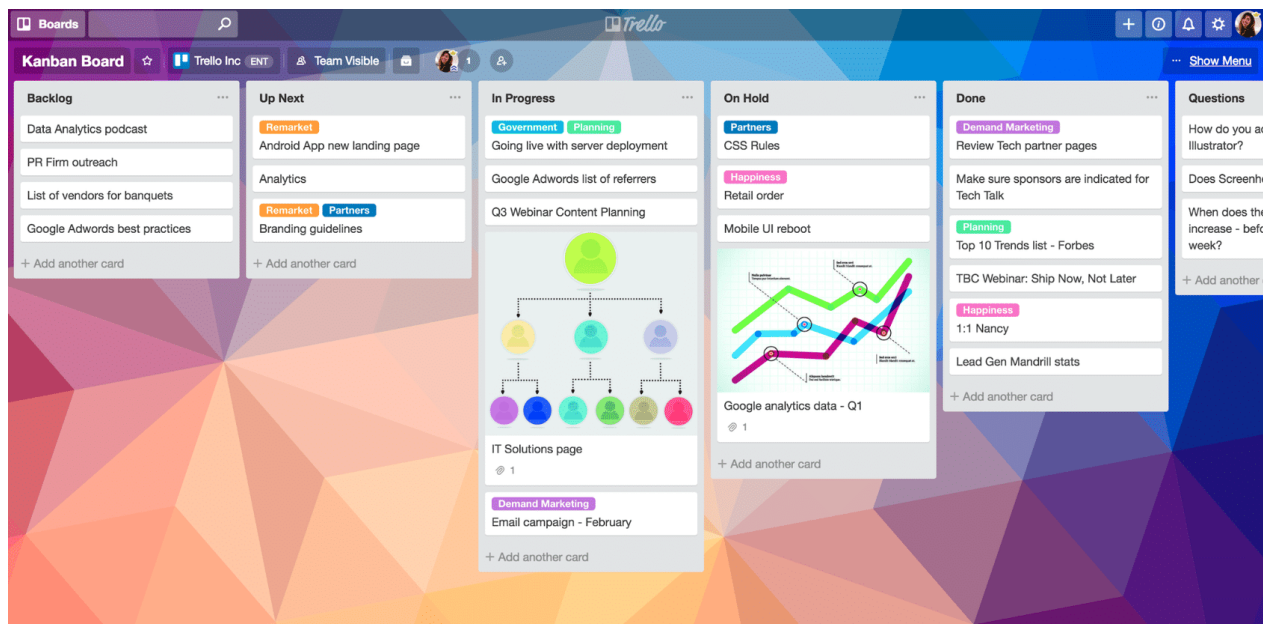 Boards
Trello
Kanban Board
Trello Inc ENT
Team Visible
1
... Show Menu
Backlog
Data Analytics podcast
PR Firm outreach
List of vendors for banquets
Google Adwords best practices
+ Add another card
Up Next
Remarket
Android App new landing page
Analytics
Remarket Partners
Branding guidelines
+ Add another card
In Progress
Government Planning
Going live with server deployment
Google Adwords list of referrers
Q3 Webinar Content Planning
IT Solutions page
1
Demand Marketing
Email campaign - February
+ Add another card
On Hold
Partners
CSS Rules
Happiness
Retail order
Mobile UI reboot
Google analytics data - Q1
1
+ Add another card
Done
Demand Marketing
Review Tech partner pages
Make sure sponsors are indicated for
Tech Talk
Planning
Top 10 Trends list - Forbes
TBC Webinar: Ship Now, Not Later
Happiness
1:1 Nancy
Lead Gen Mandrill stats
+ Add another card
Questions
How do you
Illustrator?
Does
When does
increase -
week?
+ Add another